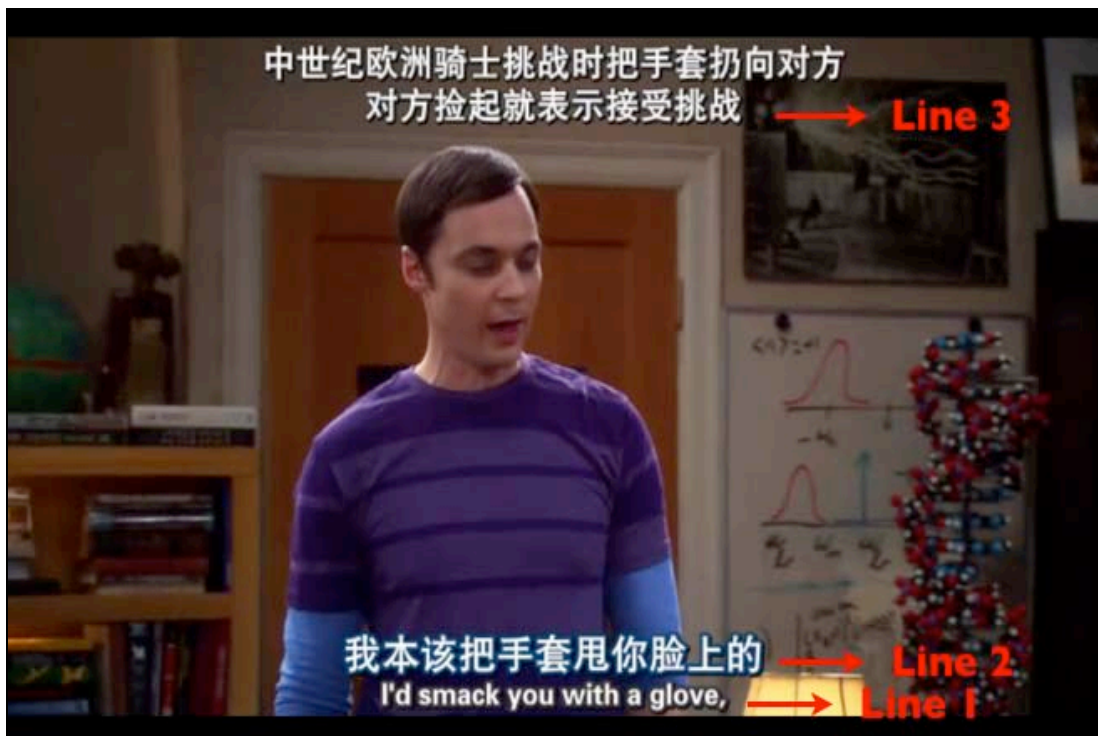 中世纪欧洲骑士挑战时把手套扔向对方
对方捡起就表示接受挑战
Line 3
我本该把手套甩你脸上的
Line 2
I'd smack you with a glove,
Line 1